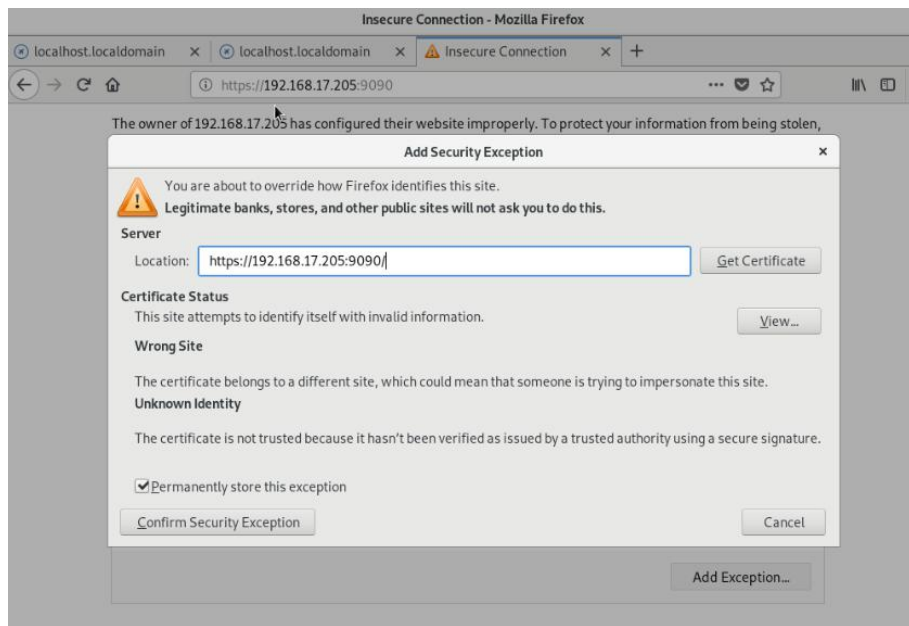 Insecure Connection - Mozilla Firefox
localhost.localdomain × localhost.localdomain × Insecure Connection × +
https://192.168.17.205:9090
The owner of 192.168.17.205 has configured their website improperly. To protect your information from being stolen,
Add Security Exception ×
You are about to override how Firefox identifies this site.
Legitimate banks, stores, and other public sites will not ask you to do this.
Server
Location: https://192.168.17.205:9090/ Get Certificate
Certificate Status
This site attempts to identify itself with invalid information.
View...
Wrong Site
The certificate belongs to a different site, which could mean that someone is trying to impersonate this site.
Unknown Identity
The certificate is not trusted because it hasn't been verified as issued by a trusted authority using a secure signature.
Permanently store this exception
Confirm Security Exception Cancel
Add Exception...